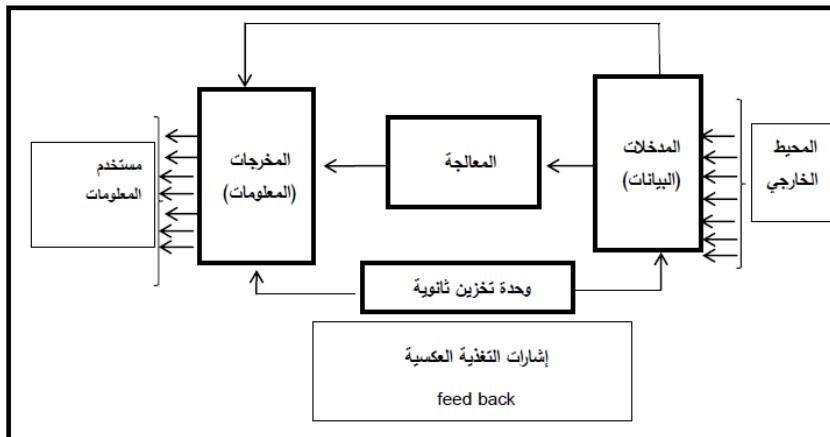 المحيط
الخارجي
المدخلات
(البيانات)
المعالجة
المخرجات
(المعلومات)
مستخدم
المعلومات
وحدة تخزين ثانوية
إشارات التغذية العكسية
feed back